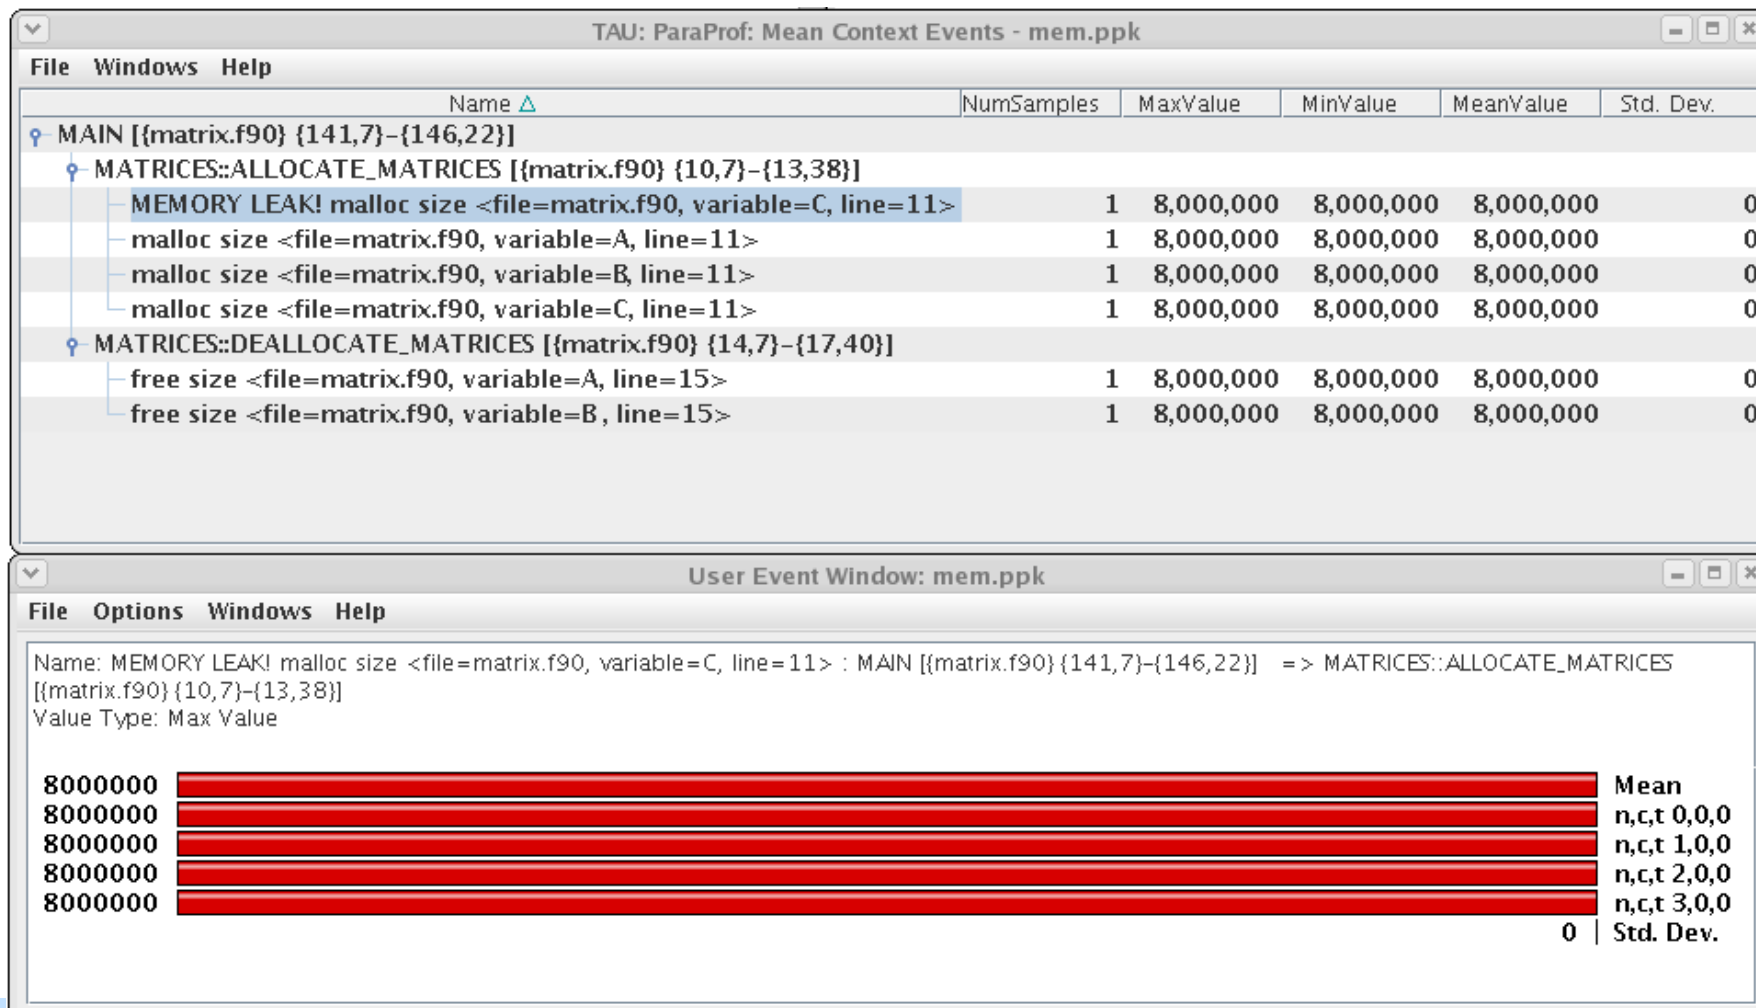 TAU: ParaProf: Mean Context Events - mem.ppk
File Windows Help
Name NumSamples MaxValue MinValue MeanValue Std. Dev.
MAIN [{matrix.f90} {141,7}-{146,22}]
MATRICES::ALLOCATE_MATRICES [{matrix.f90} {10,7}-{13,38}]
MEMORY LEAK! malloc size <file=matrix.f90, variable=C, line=11> 1 8,000,000 8,000,000 8,000,000 0
malloc size <file=matrix.f90, variable=A, line=11> 1 8,000,000 8,000,000 8,000,000 0
malloc size <file=matrix.f90, variable=B, line=11> 1 8,000,000 8,000,000 8,000,000 0
malloc size <file=matrix.f90, variable=C, line=11> 1 8,000,000 8,000,000 8,000,000 0
MATRICES::DEALLOCATE_MATRICES [{matrix.f90} {14,7}-{17,40}]
free size <file=matrix.f90, variable=A, line=15> 1 8,000,000 8,000,000 8,000,000 0
free size <file=matrix.f90, variable=B , line=15> 1 8,000,000 8,000,000 8,000,000 0
User Event Window: mem.ppk
File Options Windows Help
Name: MEMORY LEAK! malloc size <file=matrix.f90, variable=C, line=11> : MAIN [{matrix.f90} {141,7}-{146,22}] => MATRICES::ALLOCATE_MATRICES
[{matrix.f90} {10,7}-{13,38}]
Value Type: Max Value
8000000 Mean
8000000 n,c,t 0,0,0
8000000 n,c,t 1,0,0
8000000 n,c,t 2,0,0
8000000 n,c,t 3,0,0
0 Std. Dev.